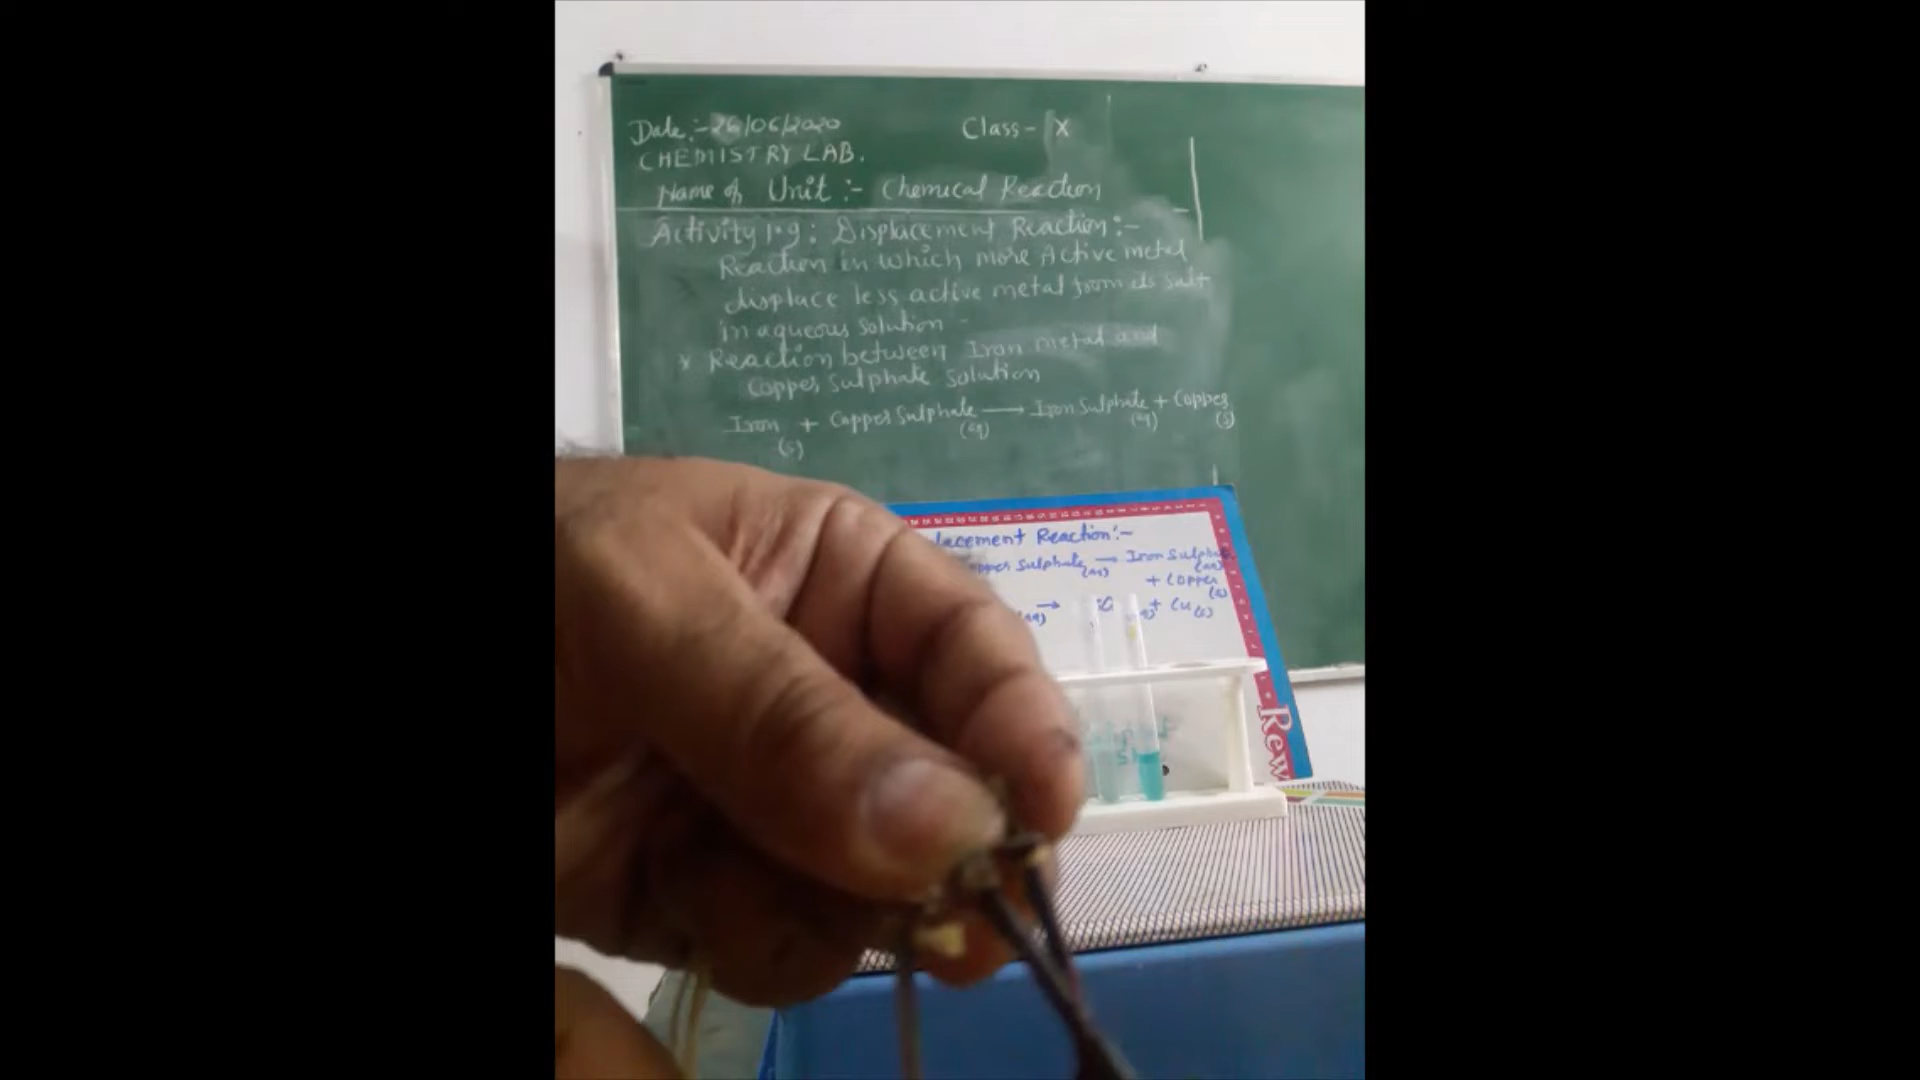 Date:- 26/06/2020 Class- X
CHEMISTRY LAB.
Name of Unit:- Chemical Reaction
Activity 1.9: Displacement Reaction:-
Reaction in which more Active metal
displace less active metal from its salt
in aqueous solution
* Reaction between Iron metal and
Copper Sulphate Solution
Iron (s) + Copper Sulphate (aq) → Iron Sulphate (aq) + Copper (s)
lacement Reaction:-
opper Sulphate (aq) → Iron Sulphate (aq)
+ Copper (s)
(aq) → + Cu (s)
Rew